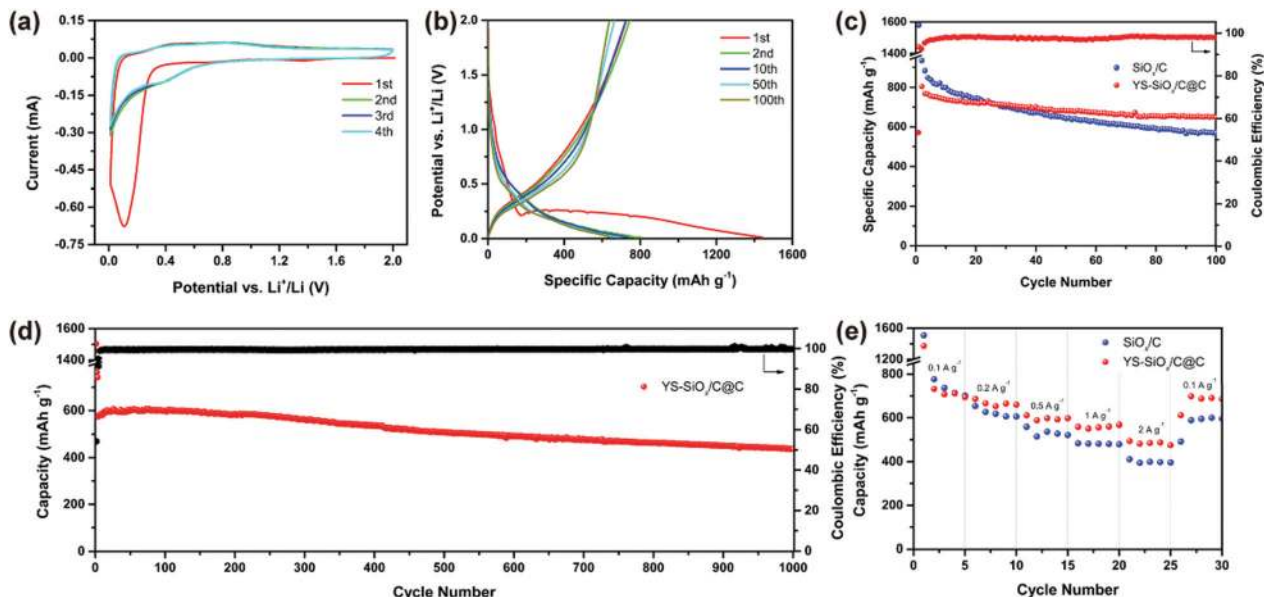 (a)
0.15
0.00
-0.15
-0.30
-0.45
-0.60
-0.75
Current (mA)
1st
2nd
3rd
4th
0.0 0.4 0.8 1.2 1.6 2.0
Potential vs. Li⁺/Li (V)
(b)
2.0
1.5
1.0
0.5
0.0
Potential vs. Li⁺/Li (V)
1st
2nd
10th
50th
100th
0 400 800 1200 1600
Specific Capacity (mAh g⁻¹)
(c)
1600
1400
800
600
400
200
0
Specific Capacity (mAh g⁻¹)
SiOₓ/C
YS-SiOₓ/C@C
100
80
60
40
20
0
Coulombic Efficiency (%)
0 20 40 60 80 100
Cycle Number
(d)
1600
1400
800
600
400
200
0
Capacity (mAh g⁻¹)
YS-SiOₓ/C@C
100
80
60
40
20
0
Coulombic Efficiency (%)
0 100 200 300 400 500 600 700 800 900 1000
Cycle Number
(e)
1600
1200
800
600
400
200
0
Capacity (mAh g⁻¹)
SiOₓ/C
YS-SiOₓ/C@C
0.1 A g⁻¹
0.2 A g⁻¹
0.5 A g⁻¹
1 A g⁻¹
2 A g⁻¹
0.1 A g⁻¹
0 5 10 15 20 25 30
Cycle Number